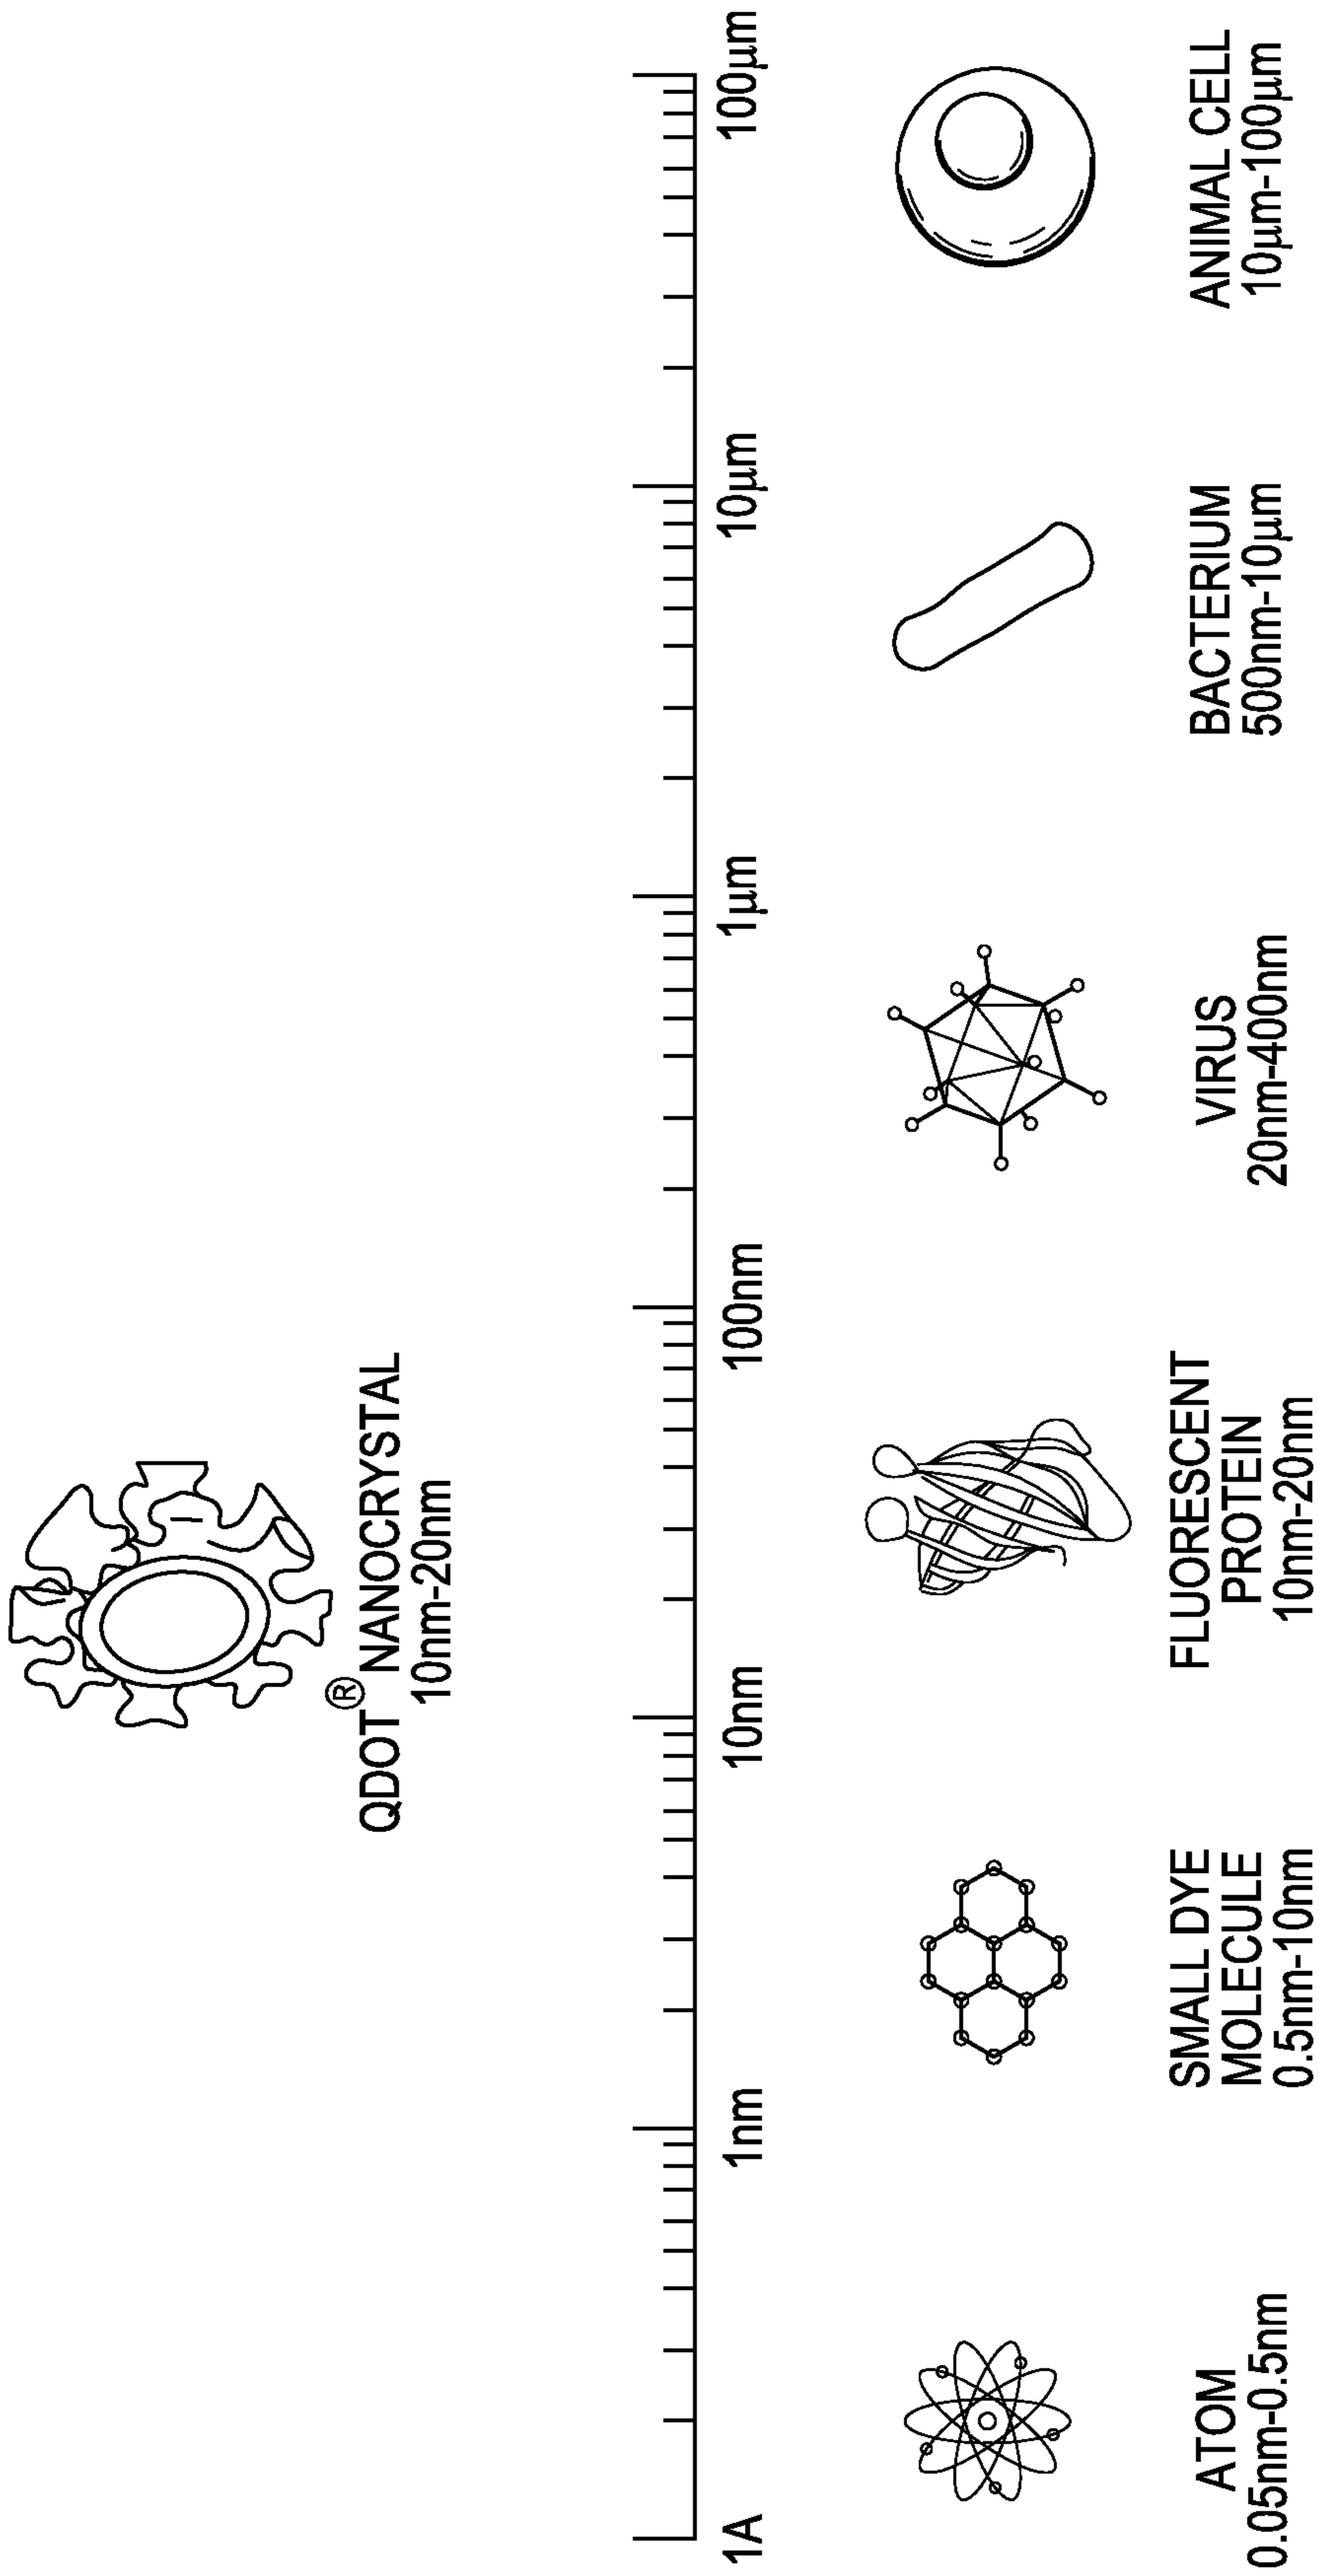 QDOT® NANOCRYSTAL
10nm-20nm
1A
1nm
10nm
100nm
1μm
10μm
100μm
ATOM
0.05nm-0.5nm
SMALL DYE
MOLECULE
0.5nm-10nm
FLUORESCENT
PROTEIN
10nm-20nm
VIRUS
20nm-400nm
BACTERIUM
500nm-10μm
ANIMAL CELL
10μm-100μm